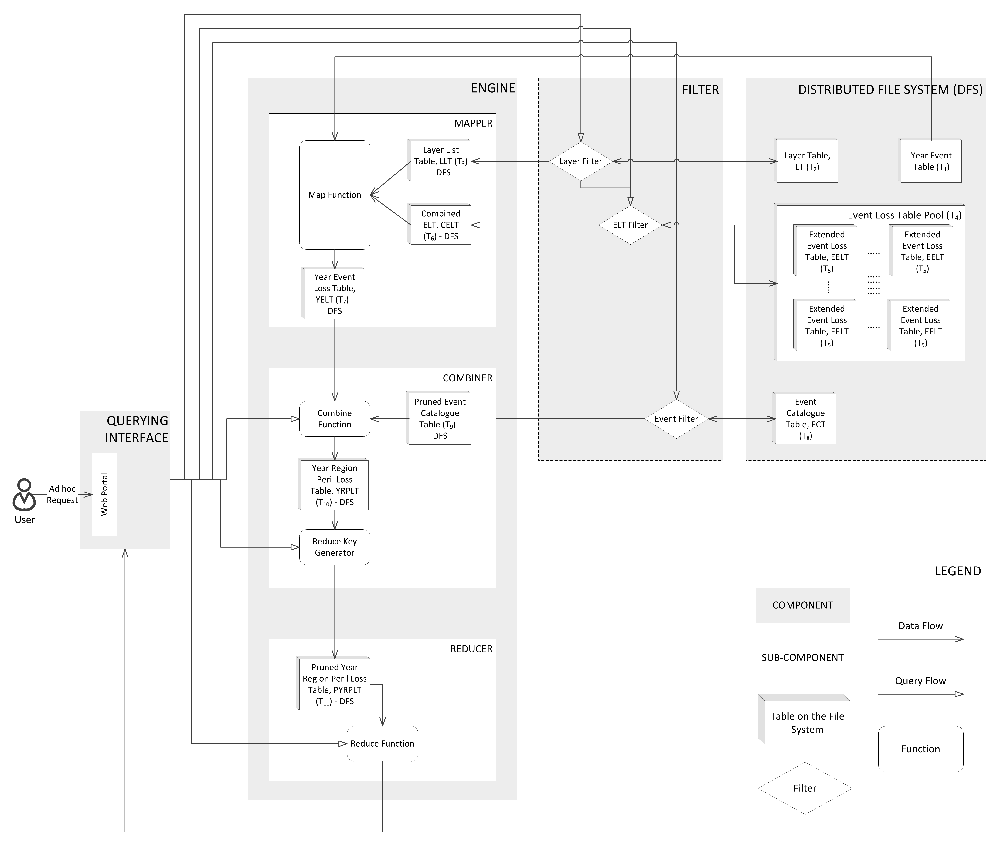 ENGINE
MAPPER
Map Function
Layer List
Table, LLT (T3)
- DFS
Combined
ELT, CELT
(T6) - DFS
Year Event
Loss Table,
YELT (T7) -
DFS
COMBINER
Combine
Function
Pruned Event
Catalogue
Table (T9) -
DFS
Year Region
Peril Loss
Table, YRPLT
(T10) - DFS
Reduce Key
Generator
REDUCER
Pruned Year
Region Peril Loss
Table, PYRPLT
(T11) - DFS
Reduce Function
FILTER
Layer Filter
ELT Filter
Event Filter
DISTRIBUTED FILE SYSTEM (DFS)
Layer Table,
LT (T2)
Year Event
Table (T1)
Event Loss Table Pool (T4)
Extended
Event Loss
Table, EELT
(T5)
.....
Extended
Event Loss
Table, EELT
(T5)
Extended
Event Loss
Table, EELT
(T5)
.....
Extended
Event Loss
Table, EELT
(T5)
Event
Catalogue
Table, ECT
(T8)
QUERYING
INTERFACE
Web Portal
Ad hoc
Request
User
LEGEND
COMPONENT
SUB-COMPONENT
Table on the File
System
Filter
Data Flow
Query Flow
Function